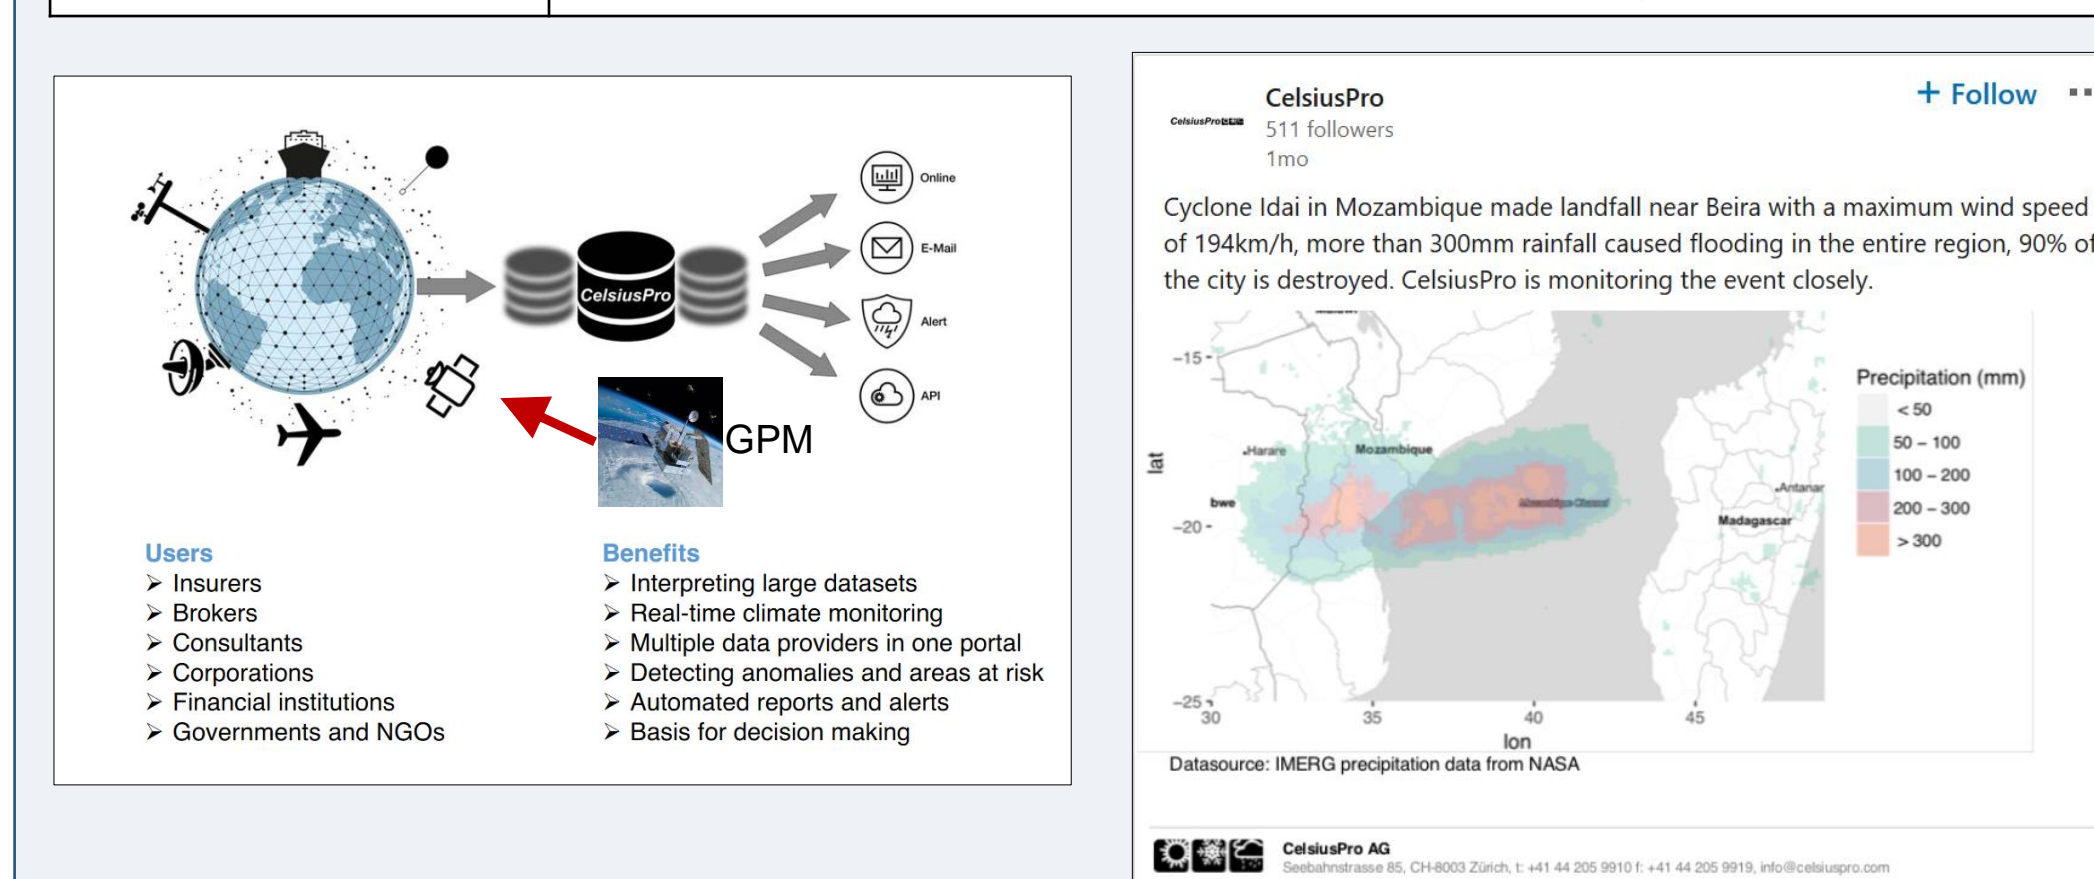 CelsiusPro
Online
E-Mail
Alert
API
GPM
Users
➢ Insurers
➢ Brokers
➢ Consultants
➢ Corporations
➢ Financial institutions
➢ Governments and NGOs
Benefits
➢ Interpreting large datasets
➢ Real-time climate monitoring
➢ Multiple data providers in one portal
➢ Detecting anomalies and areas at risk
➢ Automated reports and alerts
➢ Basis for decision making
CelsiusPro
CelsiusPro
+ Follow
511 followers
1mo
Cyclone Idai in Mozambique made landfall near Beira with a maximum wind speed
of 194km/h, more than 300mm rainfall caused flooding in the entire region, 90% of
the city is destroyed. CelsiusPro is monitoring the event closely.
lat
-15
-20
-25
30
35
40
45
lon
Harare
Mozambique
bwe
Mozambique Channel
Antanar
Madagascar
Precipitation (mm)
< 50
50 – 100
100 – 200
200 – 300
> 300
Datasource: IMERG precipitation data from NASA
CelsiusPro AG
Seebahnstrasse 85, CH-8003 Zürich, t: +41 44 205 9910 f: +41 44 205 9919, info@celsiuspro.com